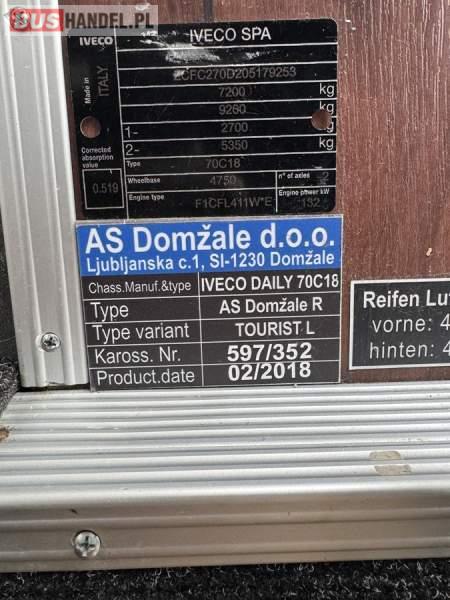 BUSHANDEL.PL
IVECO
IVECO SPA
Made in
ITALY
ZCFC270D205179253
7200 kg
9200 kg
1- 2700 kg
2- 5350 kg
Corrected absorption value
0.519
Type 70C18
Wheelbase 4750 n° of axles 2
Engine type F1CFL411W*E Engine power kW 132
AS Domžale d.o.o.
Ljubljanska c.1, SI-1230 Domžale
Chass.Manuf.&type IVECO DAILY 70C18
Type AS Domžale R
Type variant TOURIST L
Kaross. Nr. 597/352
Product.date 02/2018
Reifen Lu
vorne: 4
hinten: 4